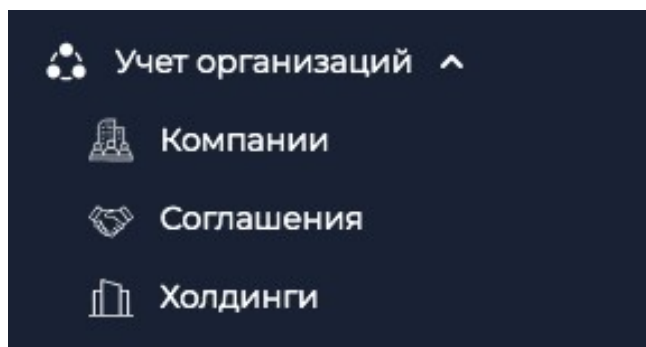 Учет организаций
Компании
Соглашения
Холдинги